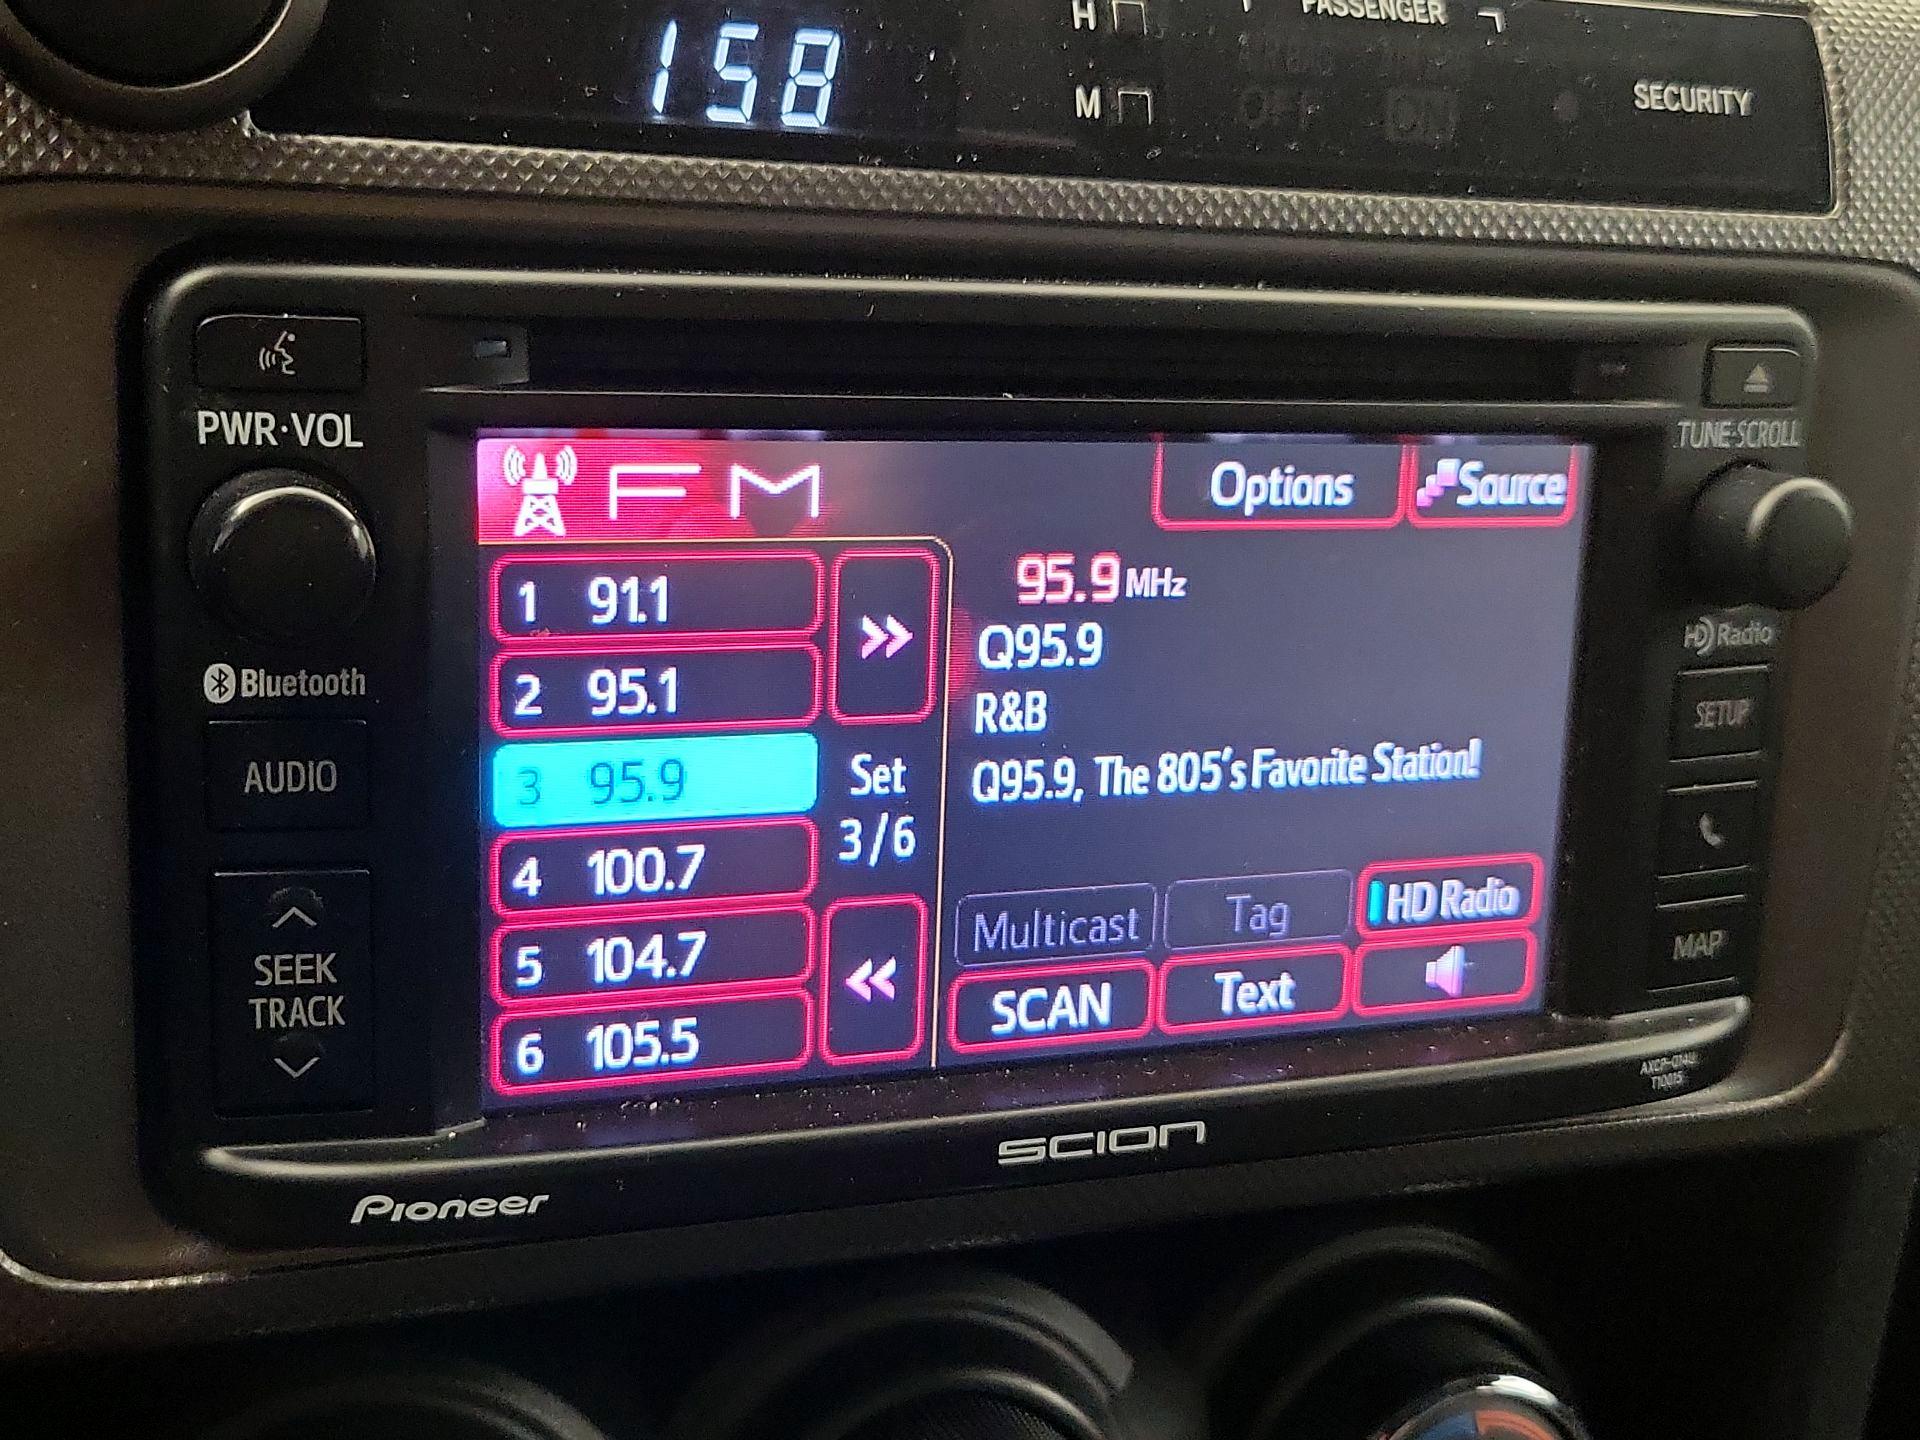 158
H
M
PASSENGER
SECURITY
PWR·VOL
TUNE·SCROLL
FM
Options
Source
1 91.1
2 95.1
3 95.9
4 100.7
5 104.7
6 105.5
Set
3/6
95.9 MHz
Q95.9
R&B
Q95.9, The 805's Favorite Station!
Multicast
Tag
HD Radio
SCAN
Text
Bluetooth
AUDIO
SEEK
TRACK
HD Radio
SETUP
MAP
SCION
Pioneer